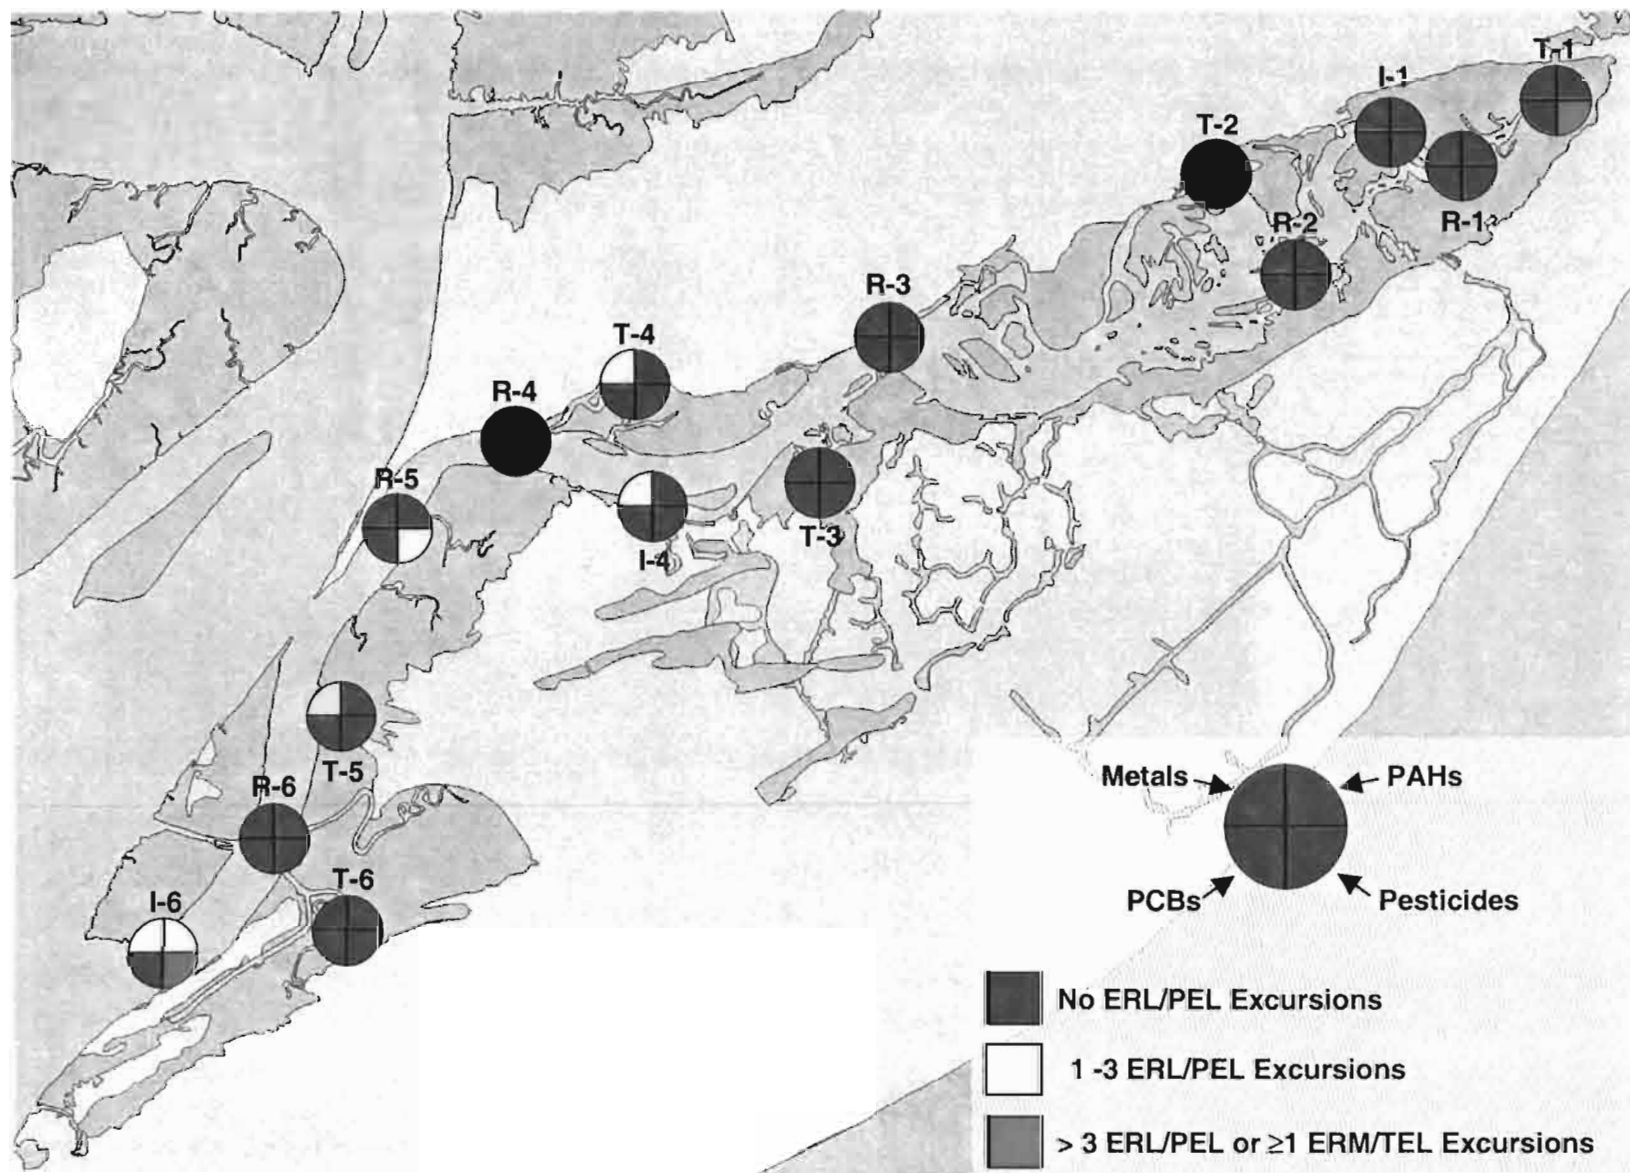 T-1
I-1
T-2
R-1
R-2
R-3
T-4
R-4
R-5
I-4
T-3
T-5
R-6
T-6
I-6
Metals
PAHs
PCBs
Pesticides
No ERL/PEL Excursions
1 -3 ERL/PEL Excursions
> 3 ERL/PEL or ≥1 ERM/TEL Excursions